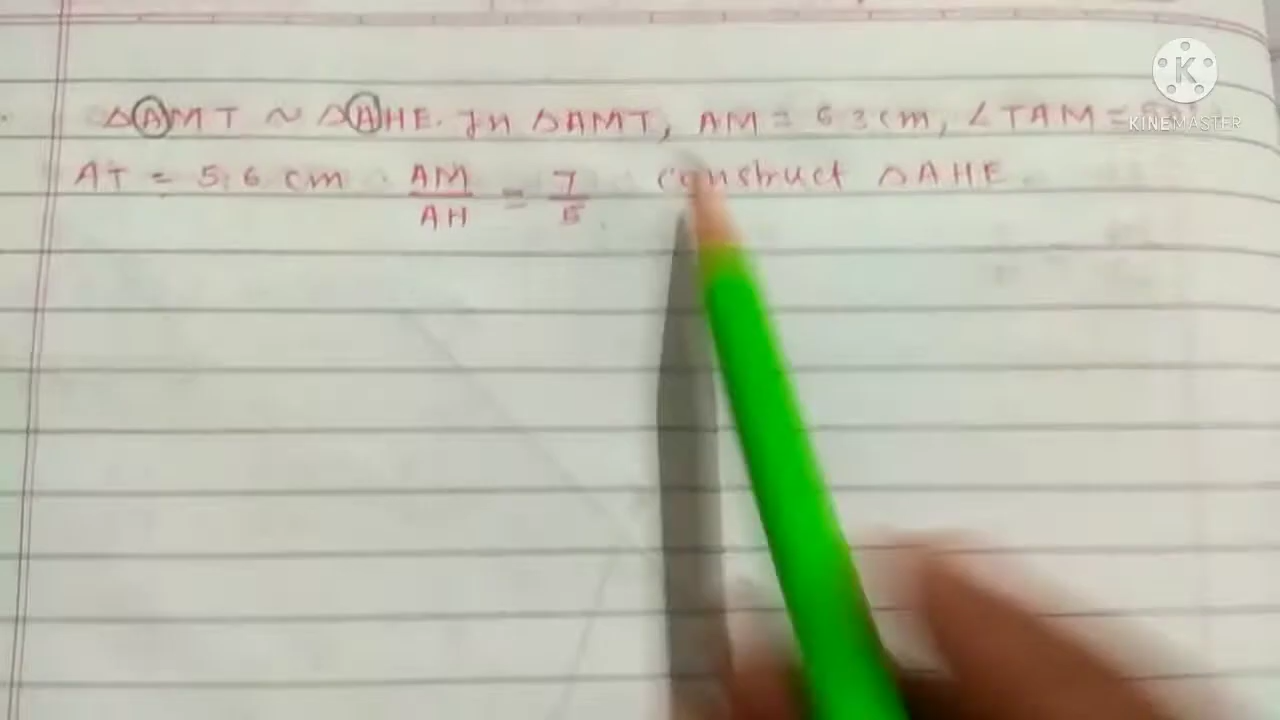 K
KINEMASTER
△AMT ~ △AHE. In △AMT, AM = 6.3 cm, ∠TAM =
AT = 5.6 cm. AM/AH = 7/5. construct △AHE.